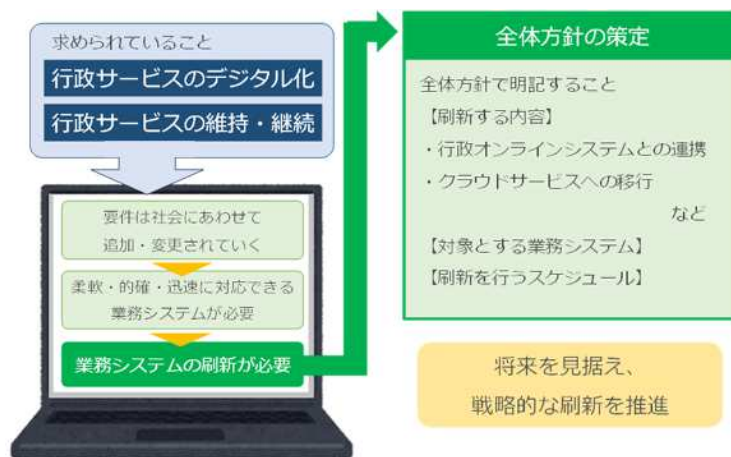 求められていること
行政サービスのデジタル化
行政サービスの維持・継続
要件は社会にあわせて
追加・変更されていく
柔軟・的確・迅速に対応できる
業務システムが必要
業務システムの刷新が必要
全体方針の策定
全体方針で明記すること
【刷新する内容】
・行政オンラインシステムとの連携
・クラウドサービスへの移行
など
【対象とする業務システム】
【刷新を行うスケジュール】
将来を見据え、
戦略的な刷新を推進